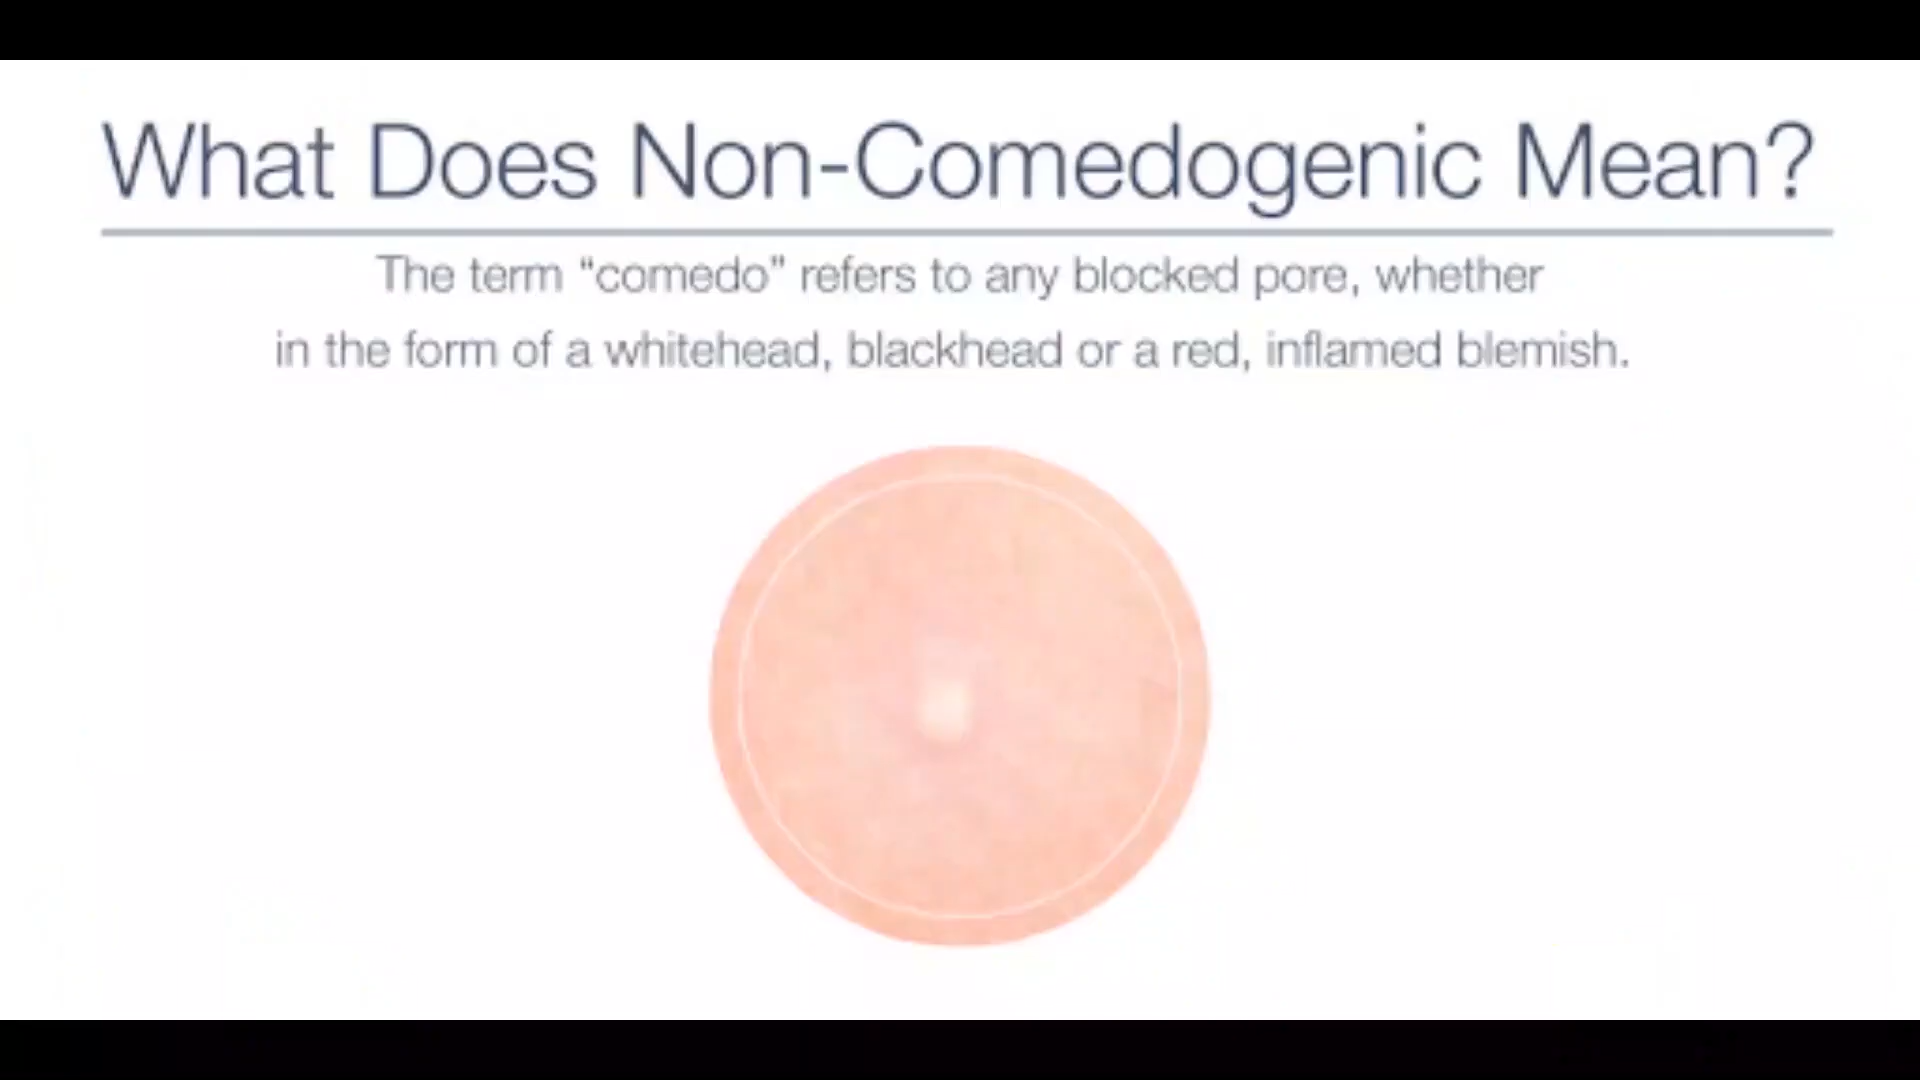 What Does Non-Comedogenic Mean?
The term “comedo” refers to any blocked pore, whether
in the form of a whitehead, blackhead or a red, inflamed blemish.